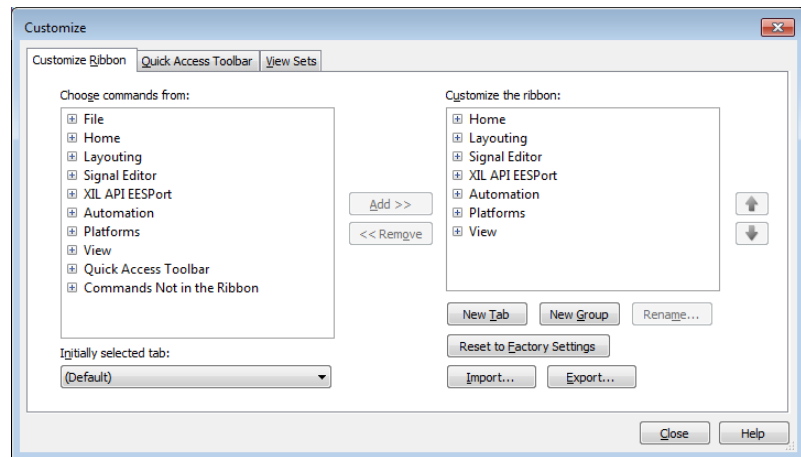 Customize
Customize Ribbon
Quick Access Toolbar
View Sets
Choose commands from:
File
Home
Layouting
Signal Editor
XIL API EESPort
Automation
Platforms
View
Quick Access Toolbar
Commands Not in the Ribbon
Initially selected tab:
(Default)
Add >>
<< Remove
Customize the ribbon:
Home
Layouting
Signal Editor
XIL API EESPort
Automation
Platforms
View
New Tab
New Group
Rename...
Reset to Factory Settings
Import...
Export...
Close
Help